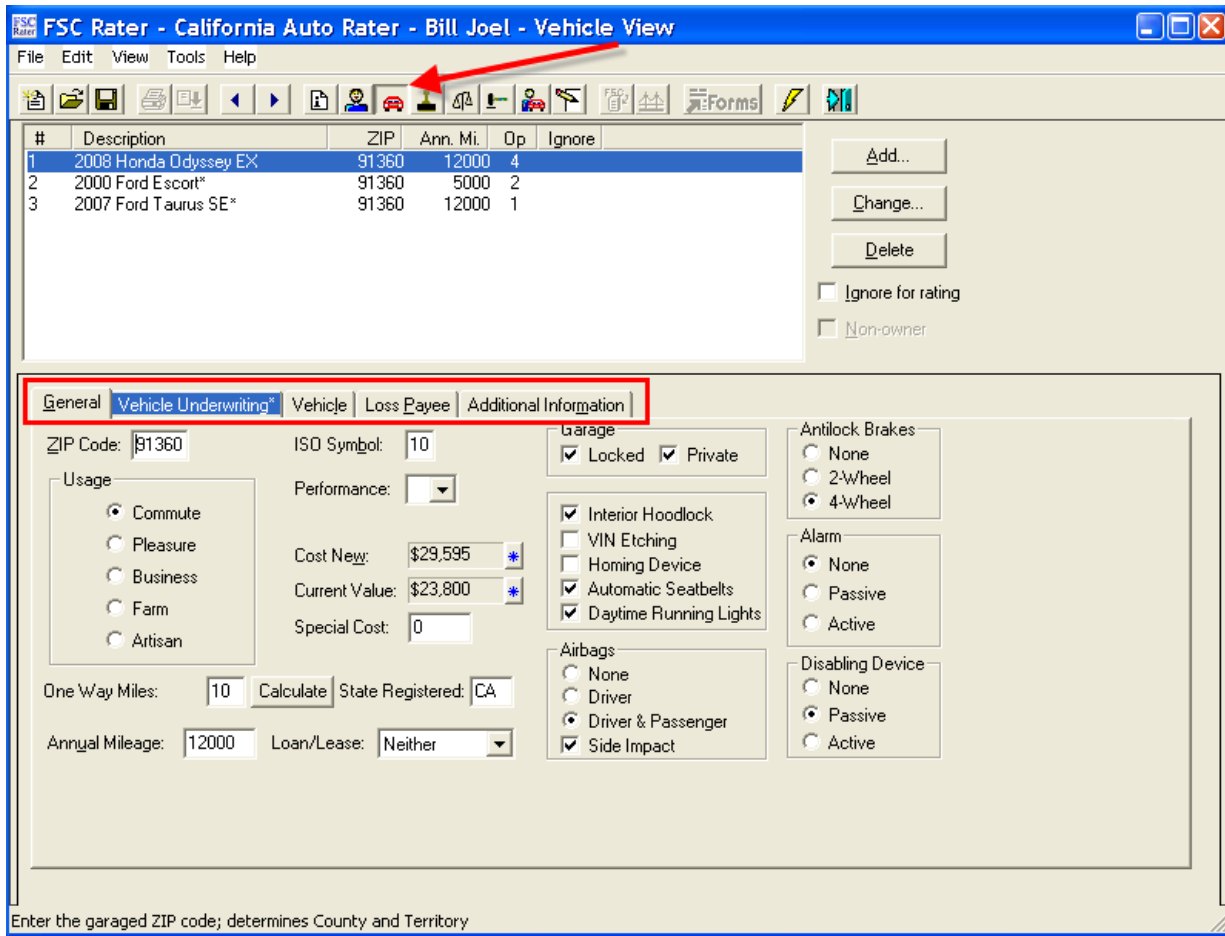 FSC Rater FSC Rater - California Auto Rater - Bill Joel - Vehicle View
File Edit View Tools Help
FSC Forms
# Description ZIP Ann. Mi. Op Ignore
1 2008 Honda Odyssey EX 91360 12000 4
2 2000 Ford Escort* 91360 5000 2
3 2007 Ford Taurus SE* 91360 12000 1
Add...
Change...
Delete
Ignore for rating
Non-owner
General Vehicle Underwriting* Vehicle Loss Payee Additional Information
ZIP Code: 91360
Usage
Commute
Pleasure
Business
Farm
Artisan
One Way Miles: 10 Calculate State Registered: CA
Annual Mileage: 12000 Loan/Lease: Neither
ISO Symbol: 10
Performance:
Cost New: $29,595 *
Current Value: $23,800 *
Special Cost: 0
Garage
Locked Private
Interior Hoodlock
VIN Etching
Homing Device
Automatic Seatbelts
Daytime Running Lights
Airbags
None
Driver
Driver & Passenger
Side Impact
Antilock Brakes
None
2-Wheel
4-Wheel
Alarm
None
Passive
Active
Disabling Device
None
Passive
Active
Enter the garaged ZIP code; determines County and Territory